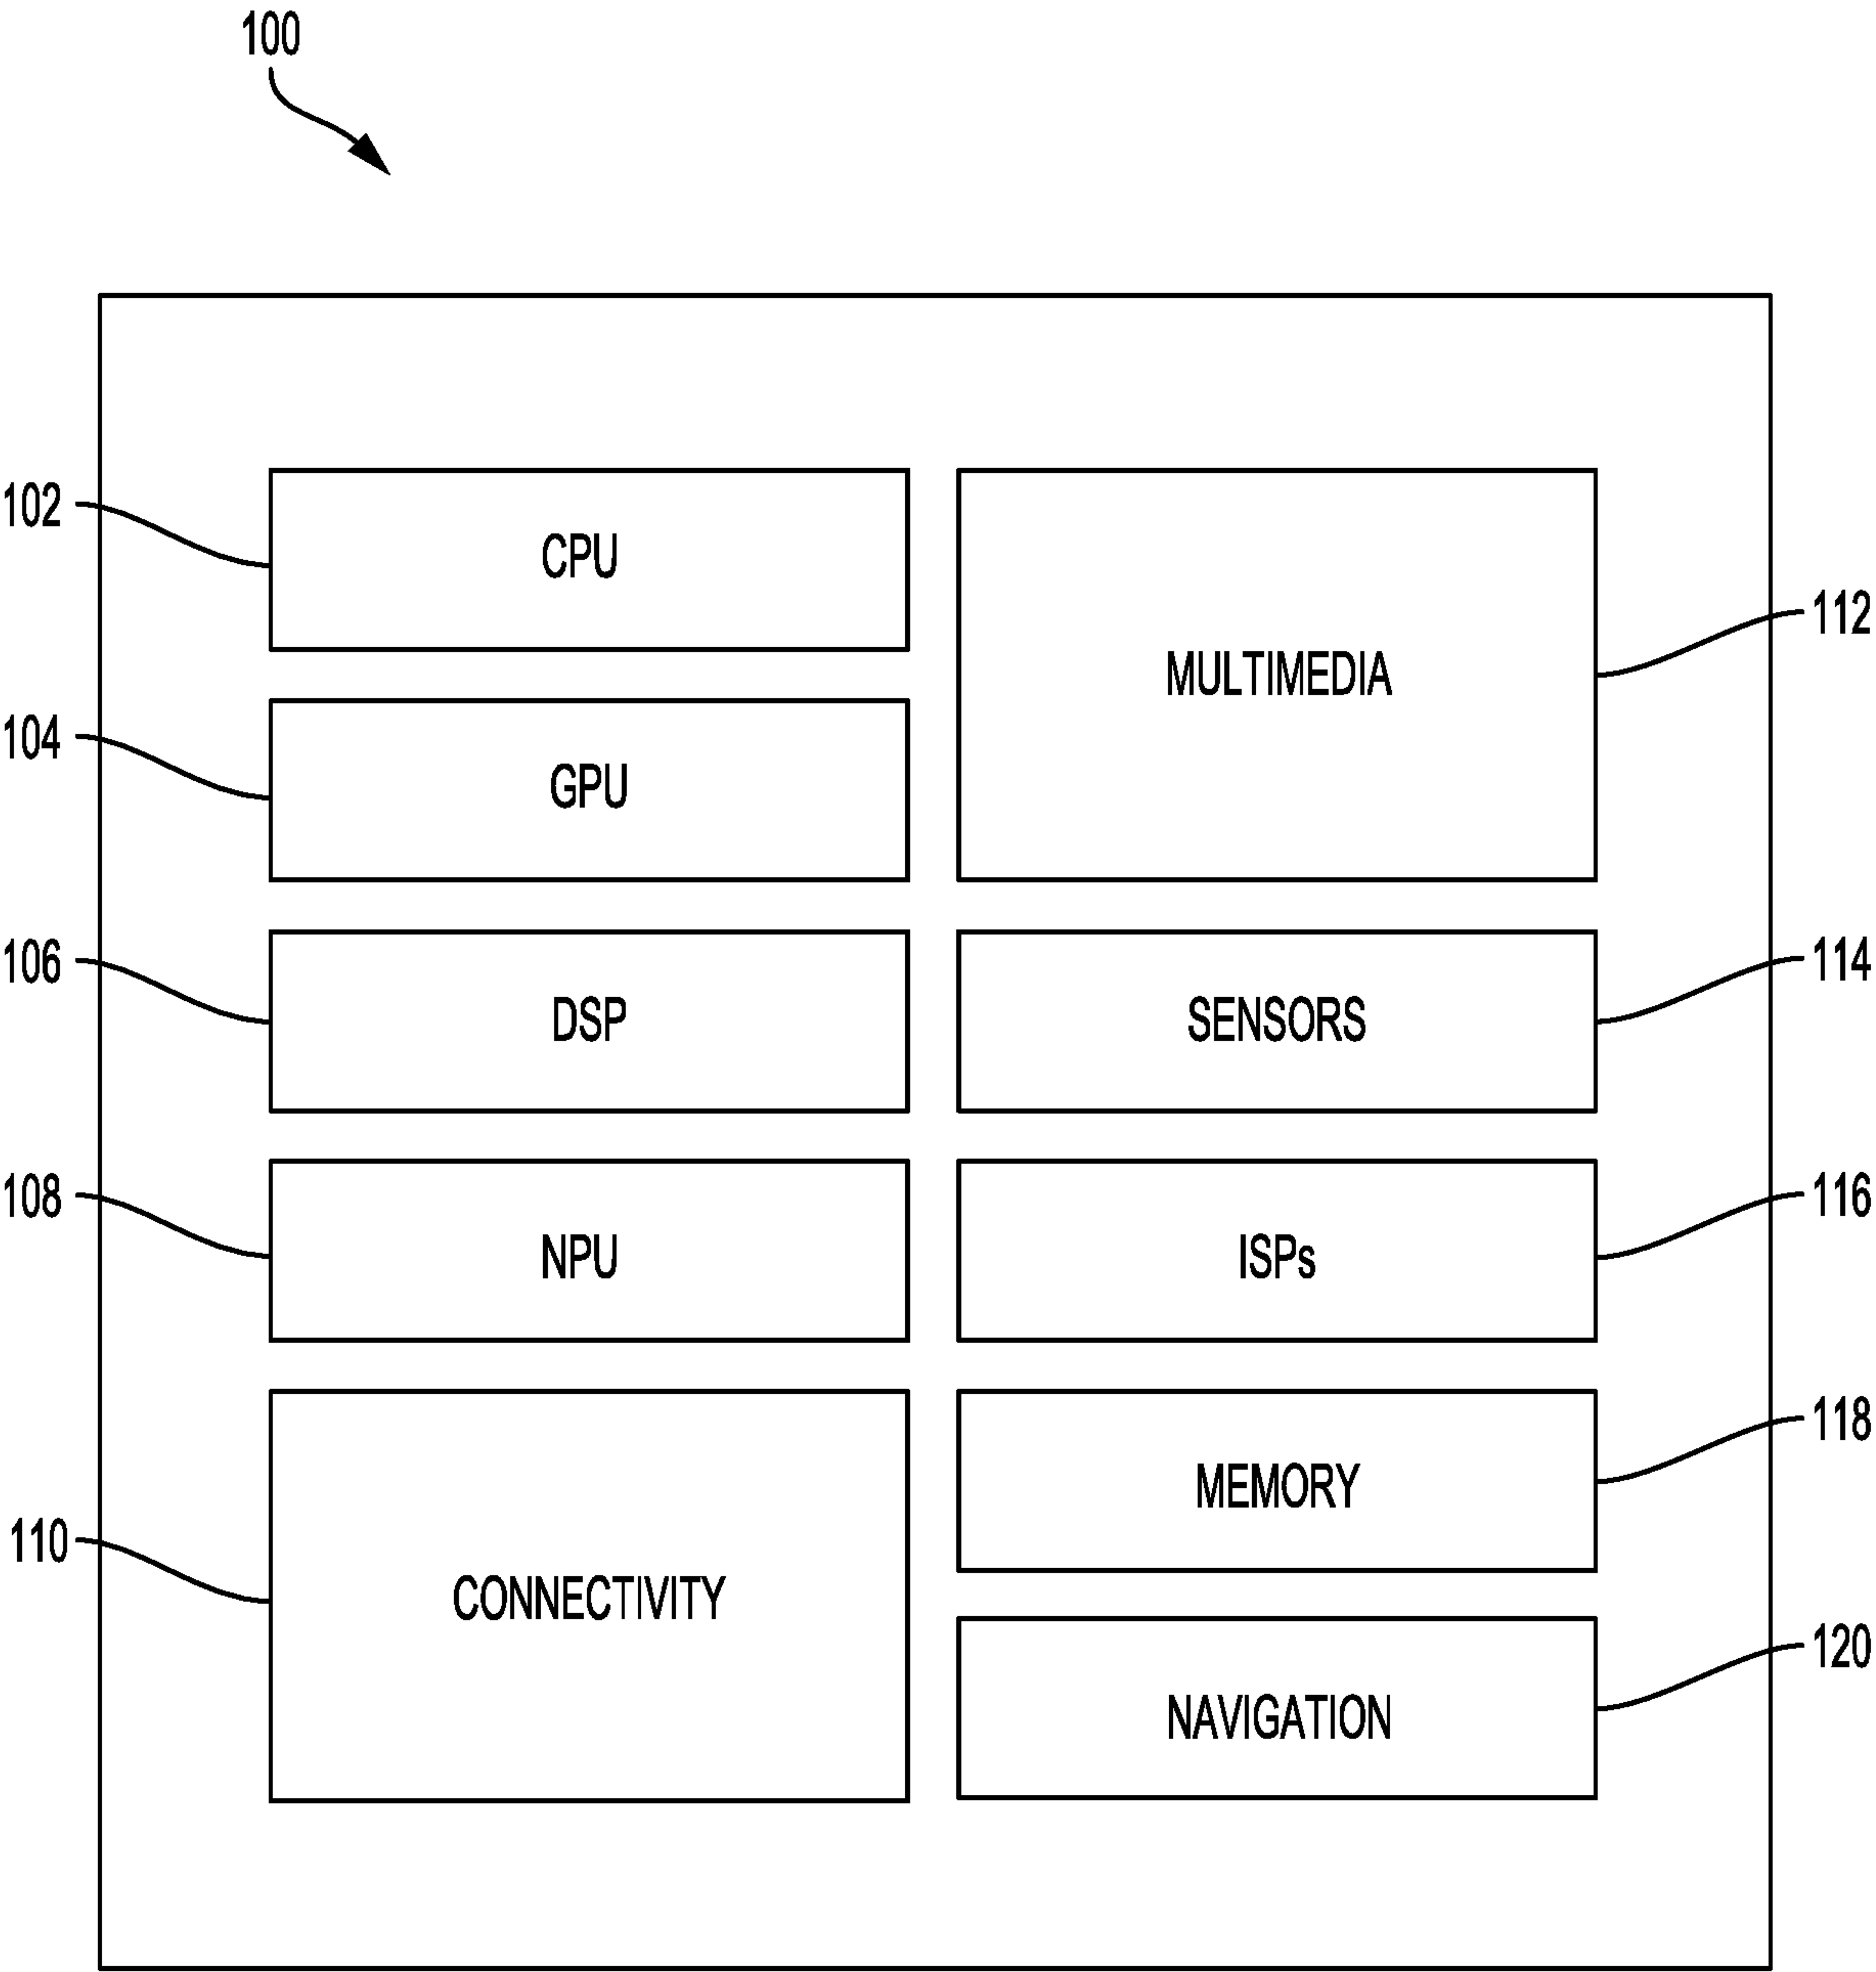 100
102
CPU
MULTIMEDIA
112
104
GPU
106
DSP
SENSORS
114
108
NPU
ISPs
116
110
CONNECTIVITY
MEMORY
118
NAVIGATION
120